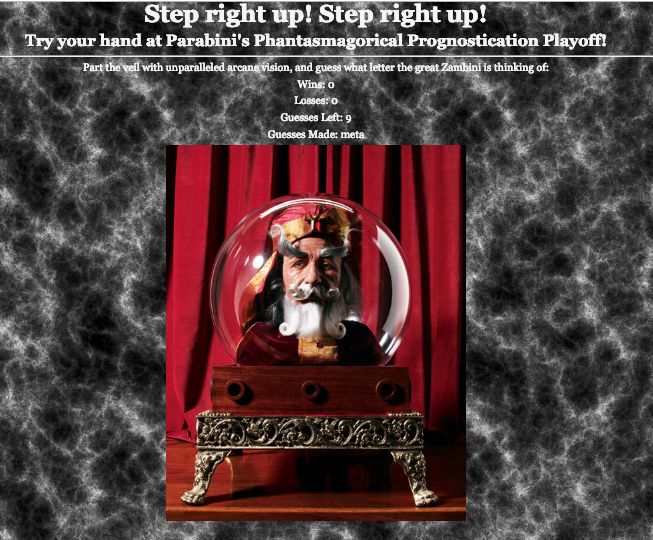 Step right up! Step right up!
Try your hand at Parabini's Phantasmagorical Prognostication Playoff!
Part the veil with unparalleled arcane vision, and guess what letter the great Zambini is thinking of:
Wins: 0
Losses: 0
Guesses Left: 9
Guesses Made: meta